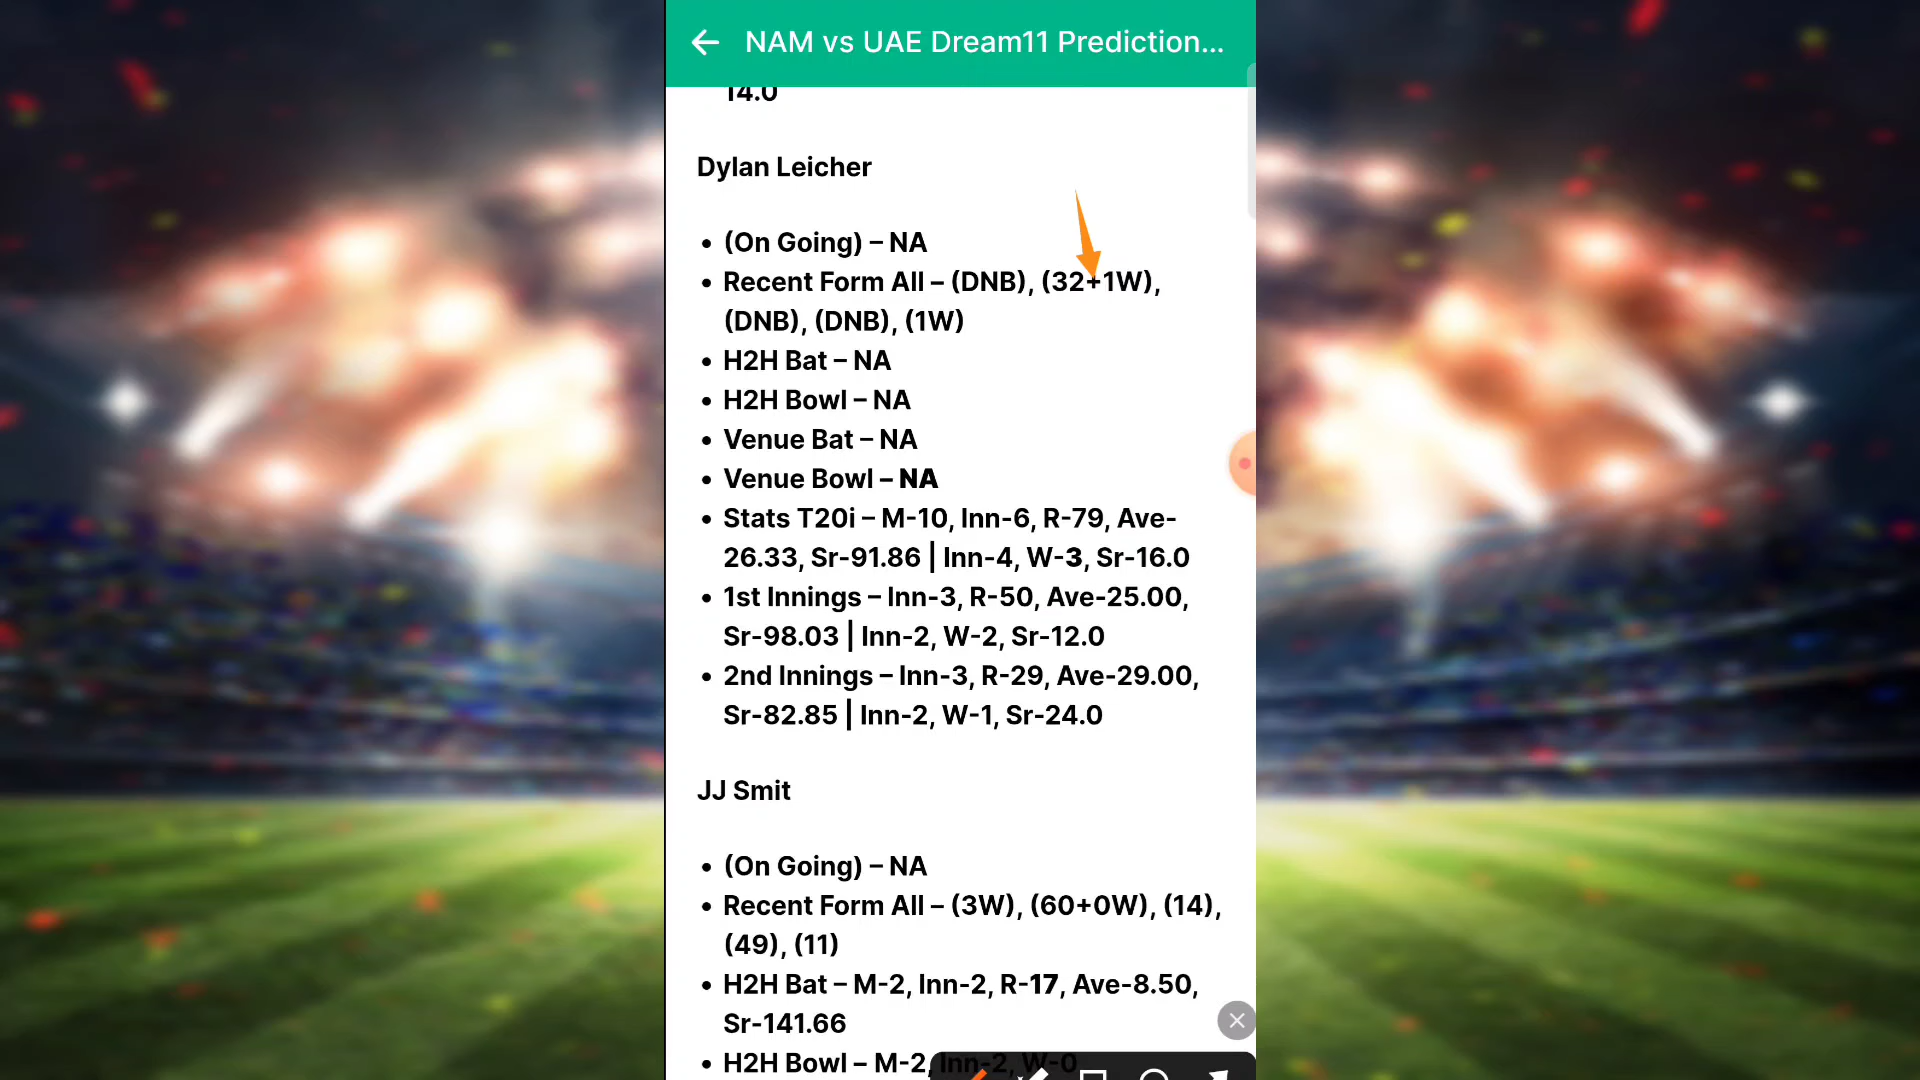 NAM vs UAE Dream11 Prediction...
14.0
Dylan Leicher
• (On Going) – NA
• Recent Form All – (DNB), (32+1W),
(DNB), (DNB), (1W)
• H2H Bat – NA
• H2H Bowl – NA
• Venue Bat – NA
• Venue Bowl – NA
• Stats T20i – M-10, Inn-6, R-79, Ave-
26.33, Sr-91.86 | Inn-4, W-3, Sr-16.0
• 1st Innings – Inn-3, R-50, Ave-25.00,
Sr-98.03 | Inn-2, W-2, Sr-12.0
• 2nd Innings – Inn-3, R-29, Ave-29.00,
Sr-82.85 | Inn-2, W-1, Sr-24.0
JJ Smit
• (On Going) – NA
• Recent Form All – (3W), (60+0W), (14),
(49), (11)
• H2H Bat – M-2, Inn-2, R-17, Ave-8.50,
Sr-141.66
• H2H Bowl – M-2, Inn-2, W-0